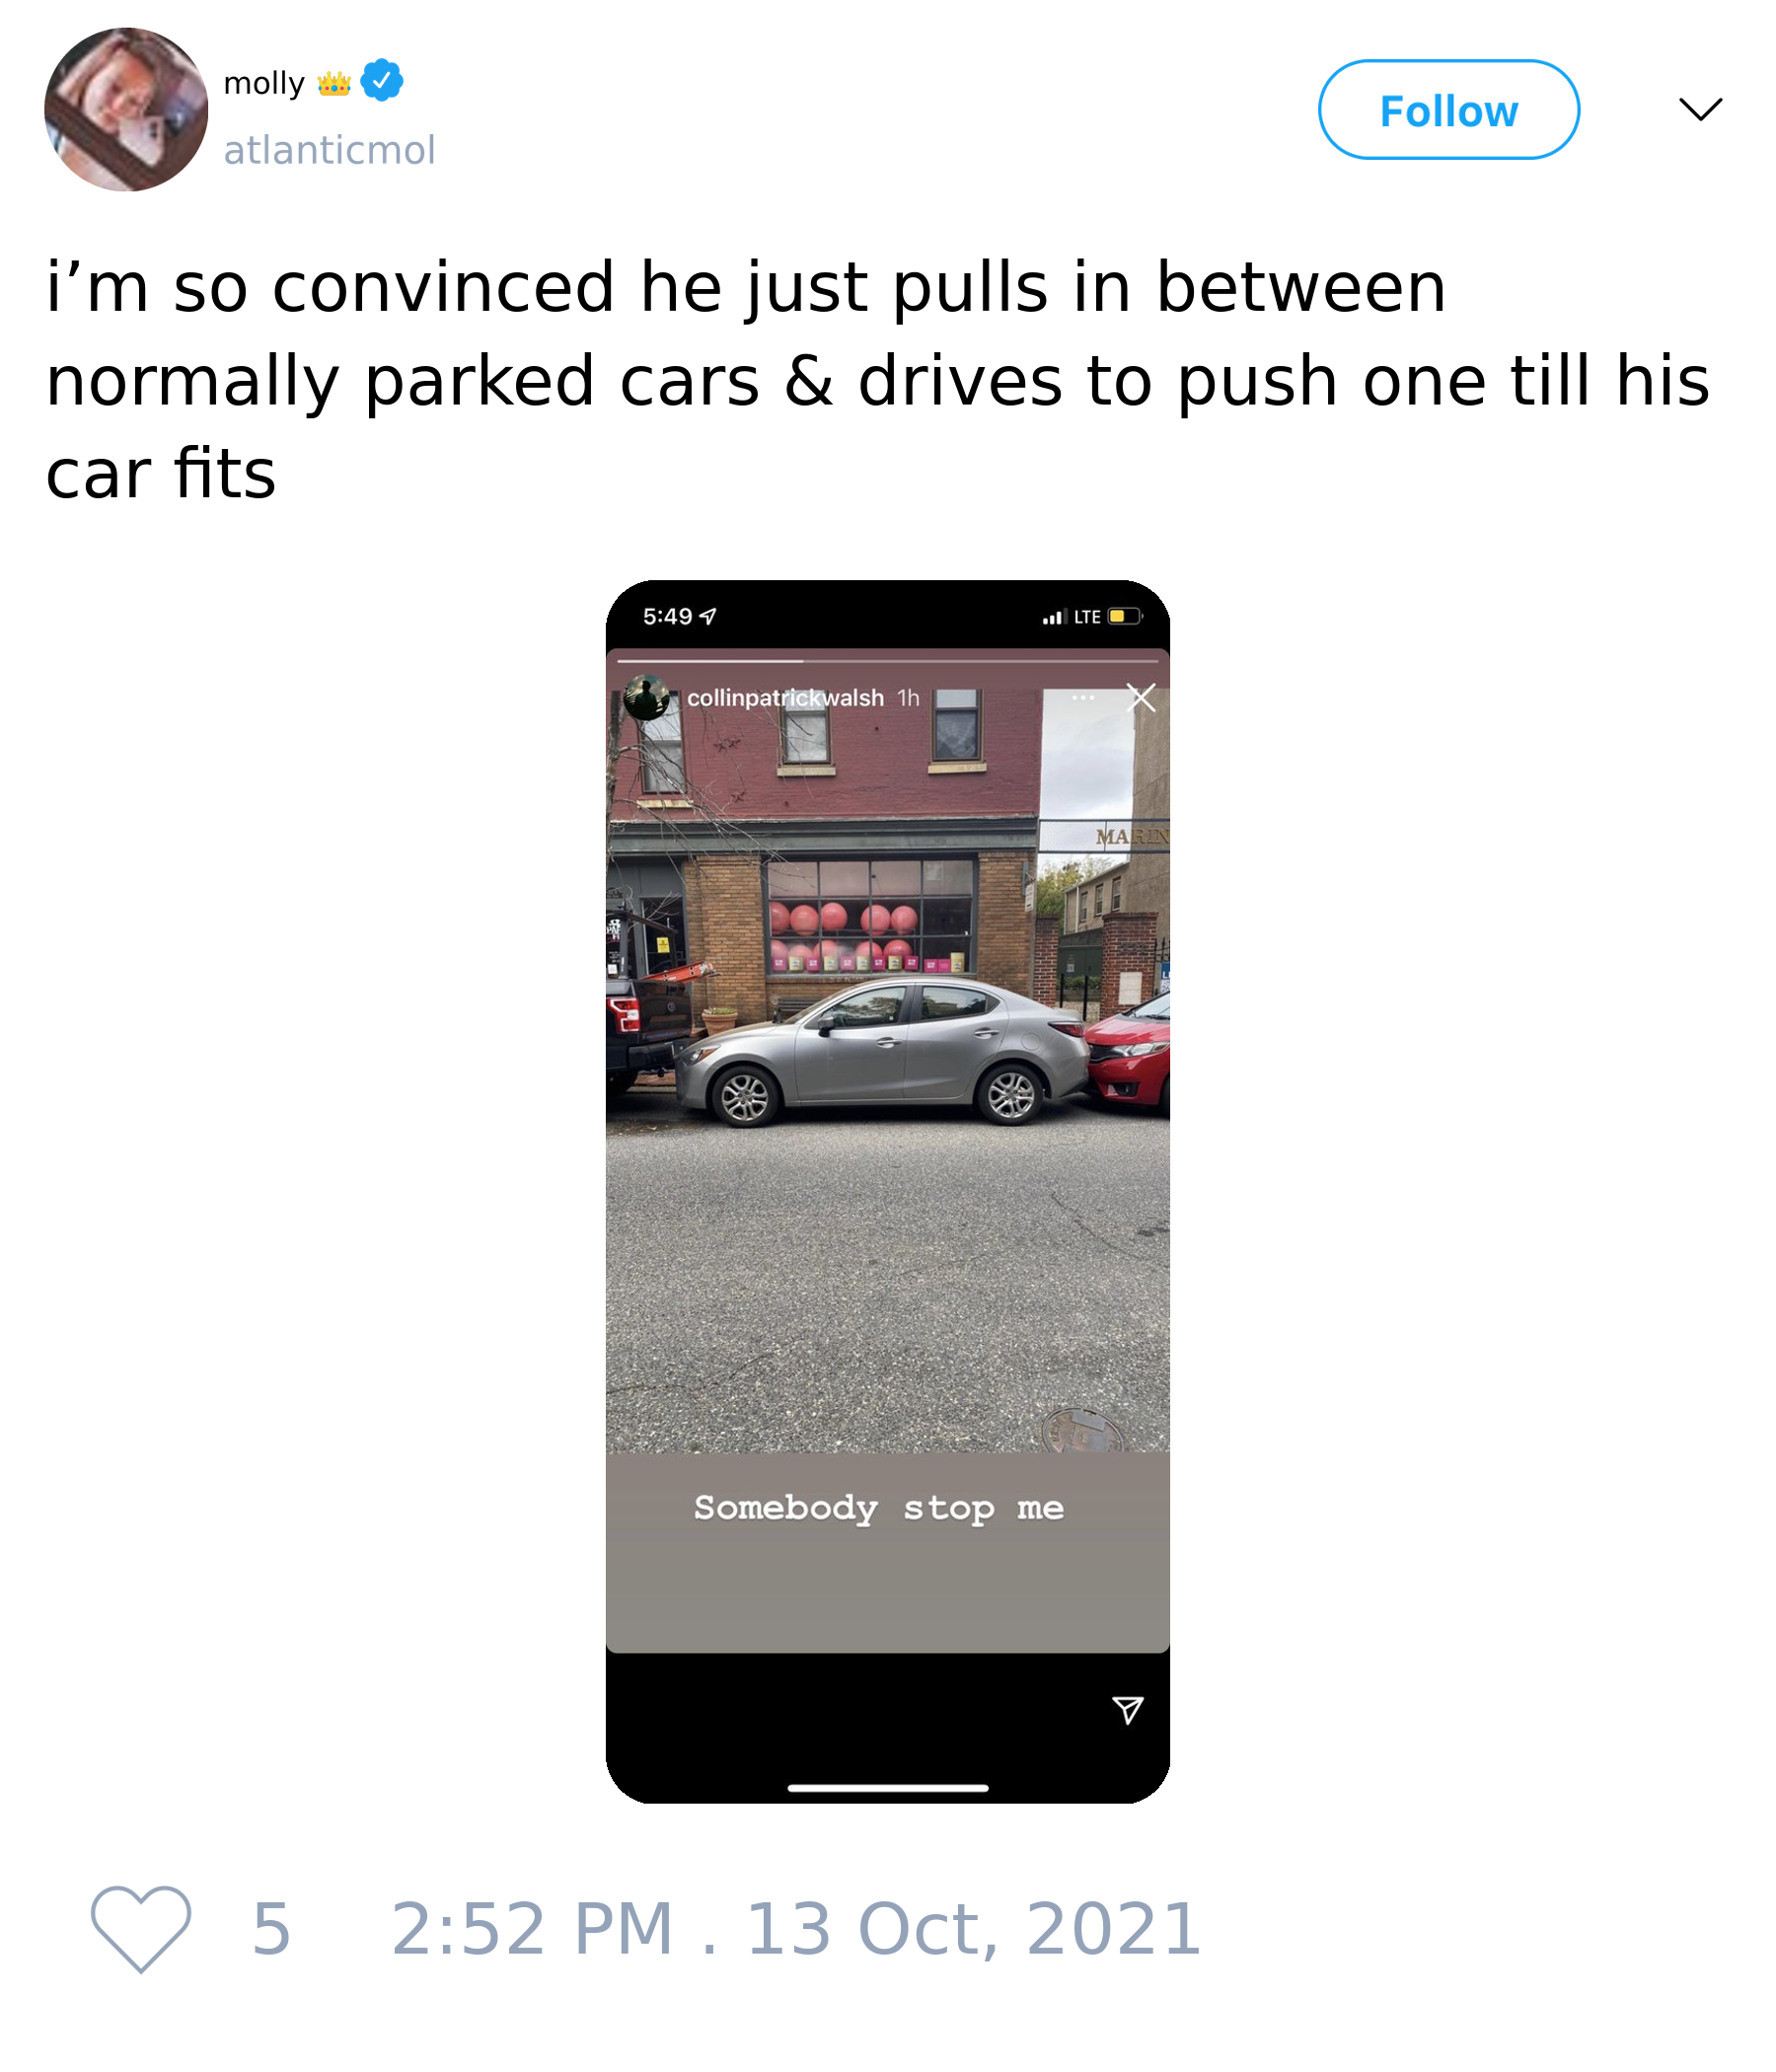 molly 👑
atlanticmol
Follow
i’m so convinced he just pulls in between
normally parked cars & drives to push one till his
car fits
5:49
LTE
collinpatrickwalsh 1h
MARIN
Somebody stop me
5 2:52 PM . 13 Oct, 2021